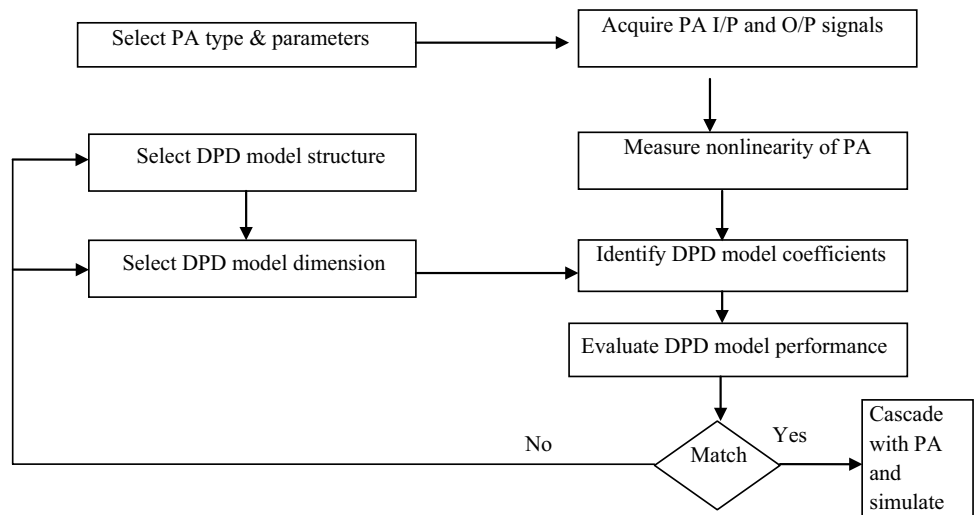 Select PA type & parameters
Acquire PA I/P and O/P signals
Select DPD model structure
Measure nonlinearity of PA
Select DPD model dimension
Identify DPD model coefficients
Evaluate DPD model performance
No
Match
Yes
Cascade
with PA
and
simulate